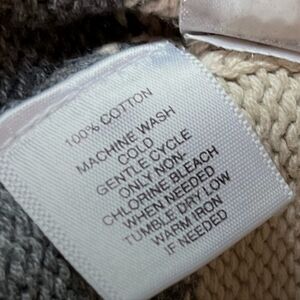 100% COTTON
MACHINE WASH
COLD
GENTLE CYCLE
ONLY NON-
CHLORINE BLEACH
WHEN NEEDED
TUMBLE DRY LOW
WARM IRON
IF NEEDED